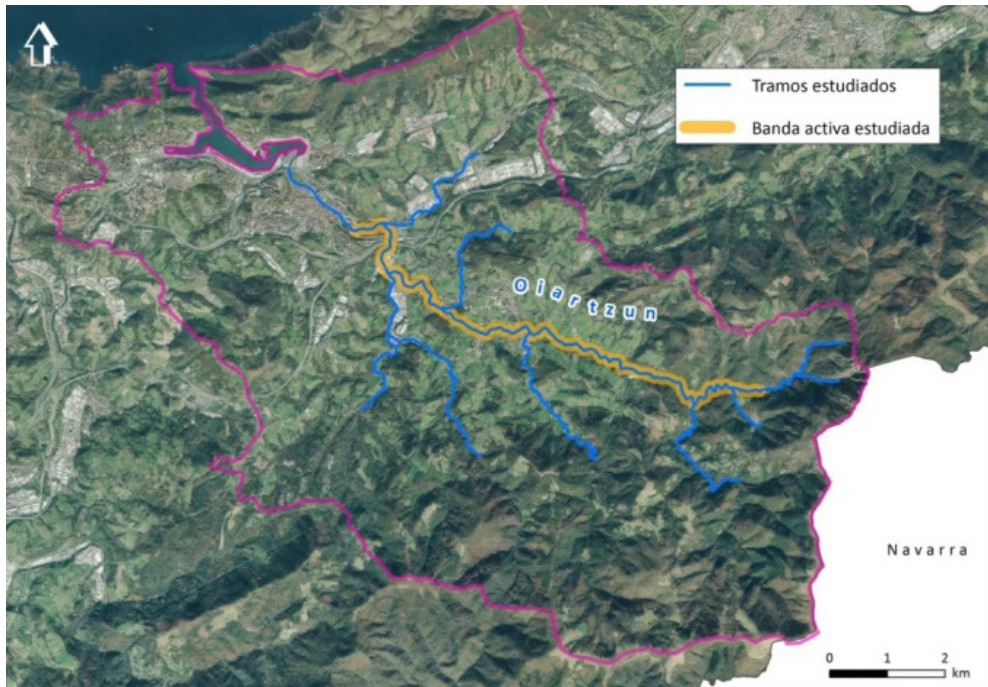 Tramos estudiados
Banda activa estudiada
Oiartzun
Navarra
0 1 2
km